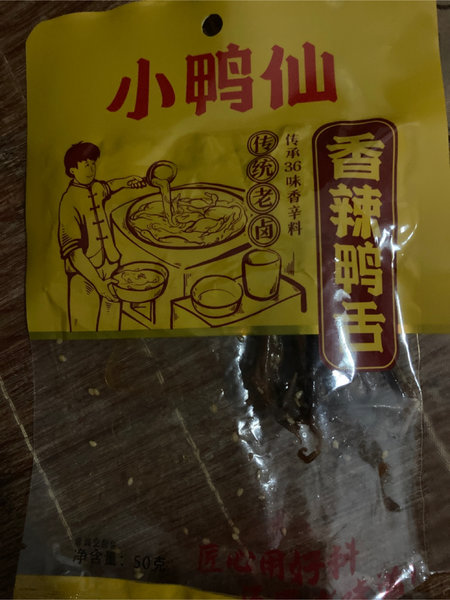 小鸭仙
香辣鸭舌
传承36味香辛料
传统老卤
净含量：50克
匠心用好料